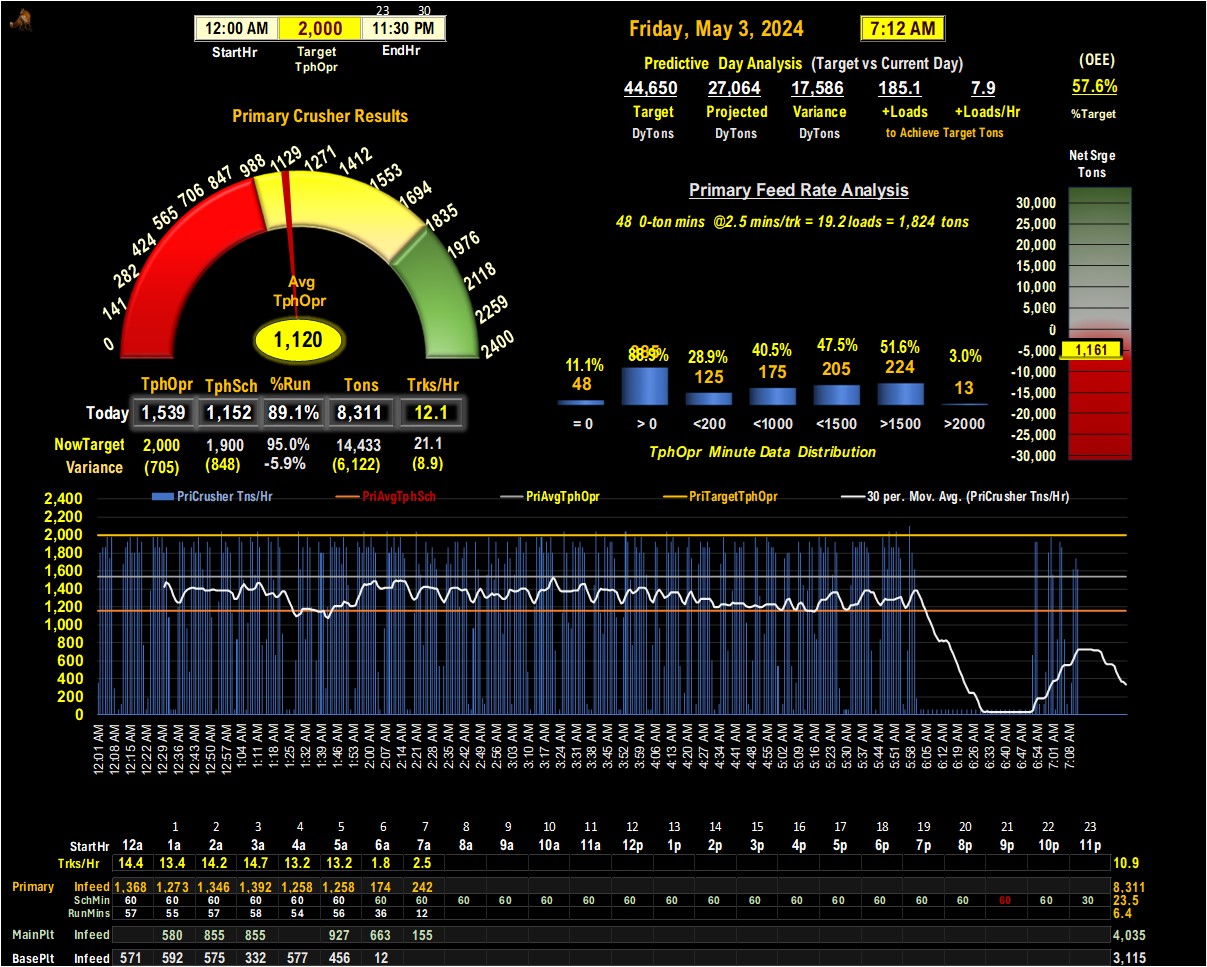 23 30
12:00 AM 2,000 11:30 PM
StartHr Target EndHr
TphOpr
Friday, May 3, 2024 7:12 AM
Predictive Day Analysis (Target vs Current Day)
44,650 27,064 17,586 185.1 7.9
Target Projected Variance +Loads +Loads/Hr
DyTons DyTons DyTons to Achieve Target Tons
(OEE)
57.6%
%Target
Primary Crusher Results
0 141 282 424 565 706 847 988 1129 1271 1412 1553 1694 1835 1976 2118 2259 2400
Avg
TphOpr
1,120
TphOpr TphSch %Run Tons Trks/Hr
Today 1,539 1,152 89.1% 8,311 12.1
NowTarget 2,000 1,900 95.0% 14,433 21.1
Variance (705) (848) -5.9% (6,122) (8.9)
Primary Feed Rate Analysis
48 0-ton mins @2.5 mins/trk = 19.2 loads = 1,824 tons
11.1% 28.9% 40.5% 47.5% 51.6% 3.0%
48 125 175 205 224 13
= 0 > 0 <200 <1000 <1500 >1500 >2000
TphOpr Minute Data Distribution
Net Srge
Tons
30,000
25,000
20,000
15,000
10,000
5,000
0
-5,000
1,161
-10,000
-15,000
-20,000
-25,000
-30,000
PriCrusher Tns/Hr PriAvgTphSch PriAvgTphOpr PriTargetTphOpr 30 per. Mov. Avg. (PriCrusher Tns/Hr)
2,400
2,200
2,000
1,800
1,600
1,400
1,200
1,000
800
600
400
200
0
12:01 AM 12:08 AM 12:15 AM 12:22 AM 12:29 AM 12:36 AM 12:43 AM 12:50 AM 12:57 AM 1:04 AM 1:11 AM 1:18 AM 1:25 AM 1:32 AM 1:39 AM 1:46 AM 1:53 AM 2:00 AM 2:07 AM 2:14 AM 2:21 AM 2:28 AM 2:35 AM 2:42 AM 2:49 AM 2:56 AM 3:03 AM 3:10 AM 3:17 AM 3:24 AM 3:31 AM 3:38 AM 3:45 AM 3:52 AM 3:59 AM 4:06 AM 4:13 AM 4:20 AM 4:27 AM 4:34 AM 4:41 AM 4:48 AM 4:55 AM 5:02 AM 5:09 AM 5:16 AM 5:23 AM 5:30 AM 5:37 AM 5:44 AM 5:51 AM 5:58 AM 6:05 AM 6:12 AM 6:19 AM 6:26 AM 6:33 AM 6:40 AM 6:47 AM 6:54 AM 7:01 AM 7:08 AM
1 2 3 4 5 6 7 8 9 10 11 12 13 14 15 16 17 18 19 20 21 22 23
StartHr 12a 1a 2a 3a 4a 5a 6a 7a 8a 9a 10a 11a 12p 1p 2p 3p 4p 5p 6p 7p 8p 9p 10p 11p
Trks/Hr 14.4 13.4 14.2 14.7 13.2 13.2 1.8 2.5 10.9
Primary Infeed 1,368 1,273 1,346 1,392 1,258 1,258 174 242 8,311
SchMin 60 60 60 60 60 60 60 60 60 60 60 60 60 60 60 60 60 60 60 60 60 60 60 30 23.5
RunMins 57 55 57 58 54 56 36 12 6.4
MainPlt Infeed 580 855 855 927 663 155 4,035
BasePlt Infeed 571 592 575 332 577 456 12 3,115